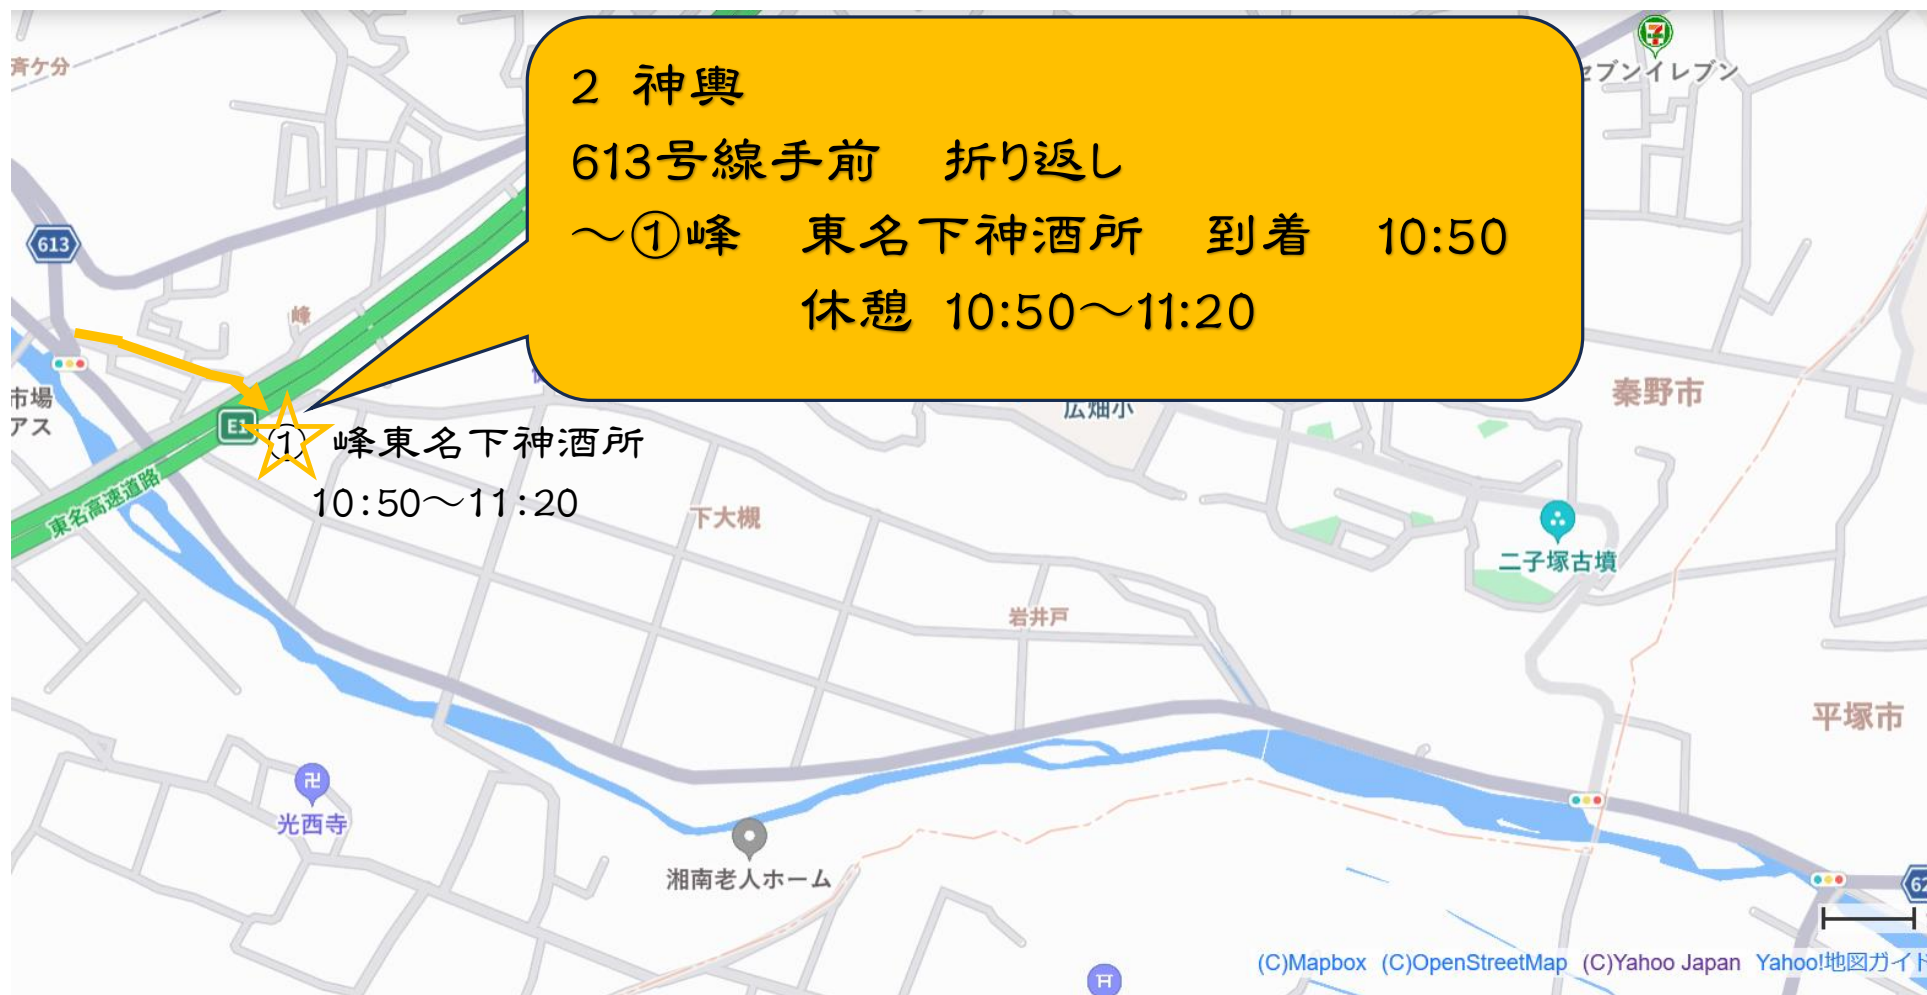 斉ケ分
2 神輿
613号線手前 折り返し
～①峰 東名下神酒所 到着 10:50
休憩 10:50～11:20
セブンイレブン
613
峰
市場
アス
E1
① 峰東名下神酒所
10:50～11:20
東名高速道路
広畑小
秦野市
下大槻
二子塚古墳
岩井戸
平塚市
光西寺
湘南老人ホーム
62
(C)Mapbox (C)OpenStreetMap (C)Yahoo Japan Yahoo!地図ガイド